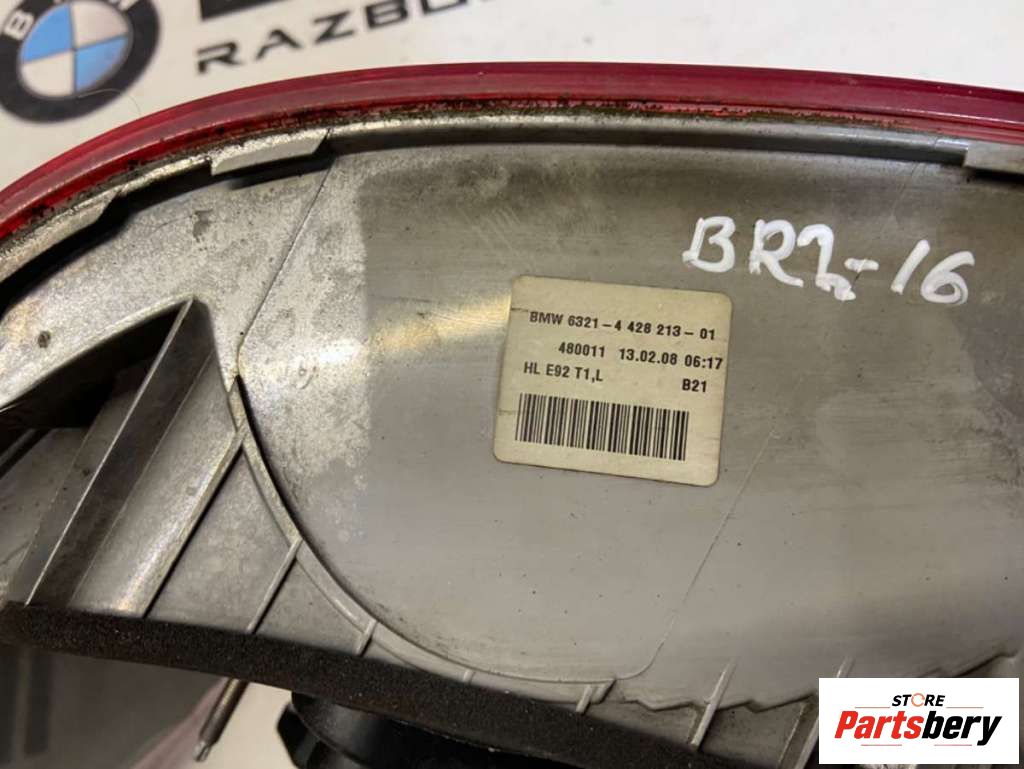 B M
RAZBO
BR2-16
BMW 6321-4 428 213-01
480011 13.02.08 06:17
HL E92 T1,L B21
STORE
Partsbery